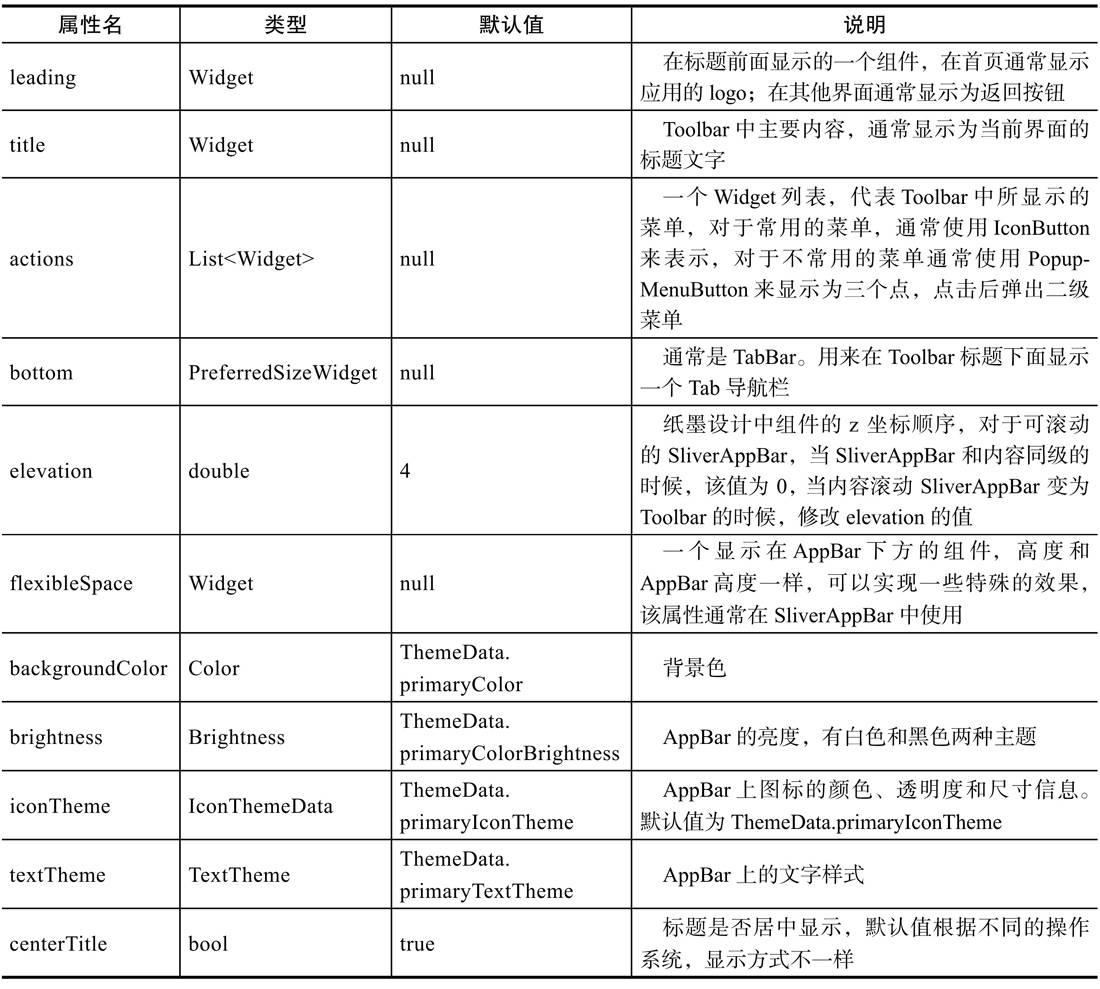 属性名 类型 默认值 说明
leading Widget null 在标题前面显示的一个组件，在首页通常显示
应用的 logo；在其他界面通常显示为返回按钮
title Widget null Toolbar 中主要内容，通常显示为当前界面的
标题文字
actions List<Widget> null 一个 Widget 列表，代表 Toolbar 中所显示的
菜单，对于常用的菜单，通常使用 IconButton
来表示，对于不常用的菜单通常使用 Popup-
MenuButton 来显示为三个点，点击后弹出二级
菜单
bottom PreferredSizeWidget null 通常是 TabBar。用来在 Toolbar 标题下面显示
一个 Tab 导航栏
elevation double 4 纸墨设计中组件的 z 坐标顺序，对于可滚动
的 SliverAppBar，当 SliverAppBar 和内容同级的
时候，该值为 0，当内容滚动 SliverAppBar 变为
Toolbar 的时候，修改 elevation 的值
flexibleSpace Widget null 一个显示在 AppBar 下方的组件，高度和
AppBar 高度一样，可以实现一些特殊的效果，
该属性通常在 SliverAppBar 中使用
backgroundColor Color ThemeData.
primaryColor 背景色
brightness Brightness ThemeData.
primaryColorBrightness AppBar 的亮度，有白色和黑色两种主题
iconTheme IconThemeData ThemeData.
primaryIconTheme AppBar 上图标的颜色、透明度和尺寸信息。
默认值为 ThemeData.primaryIconTheme
textTheme TextTheme ThemeData.
primaryTextTheme AppBar 上的文字样式
centerTitle bool true 标题是否居中显示，默认值根据不同的操作
系统，显示方式不一样